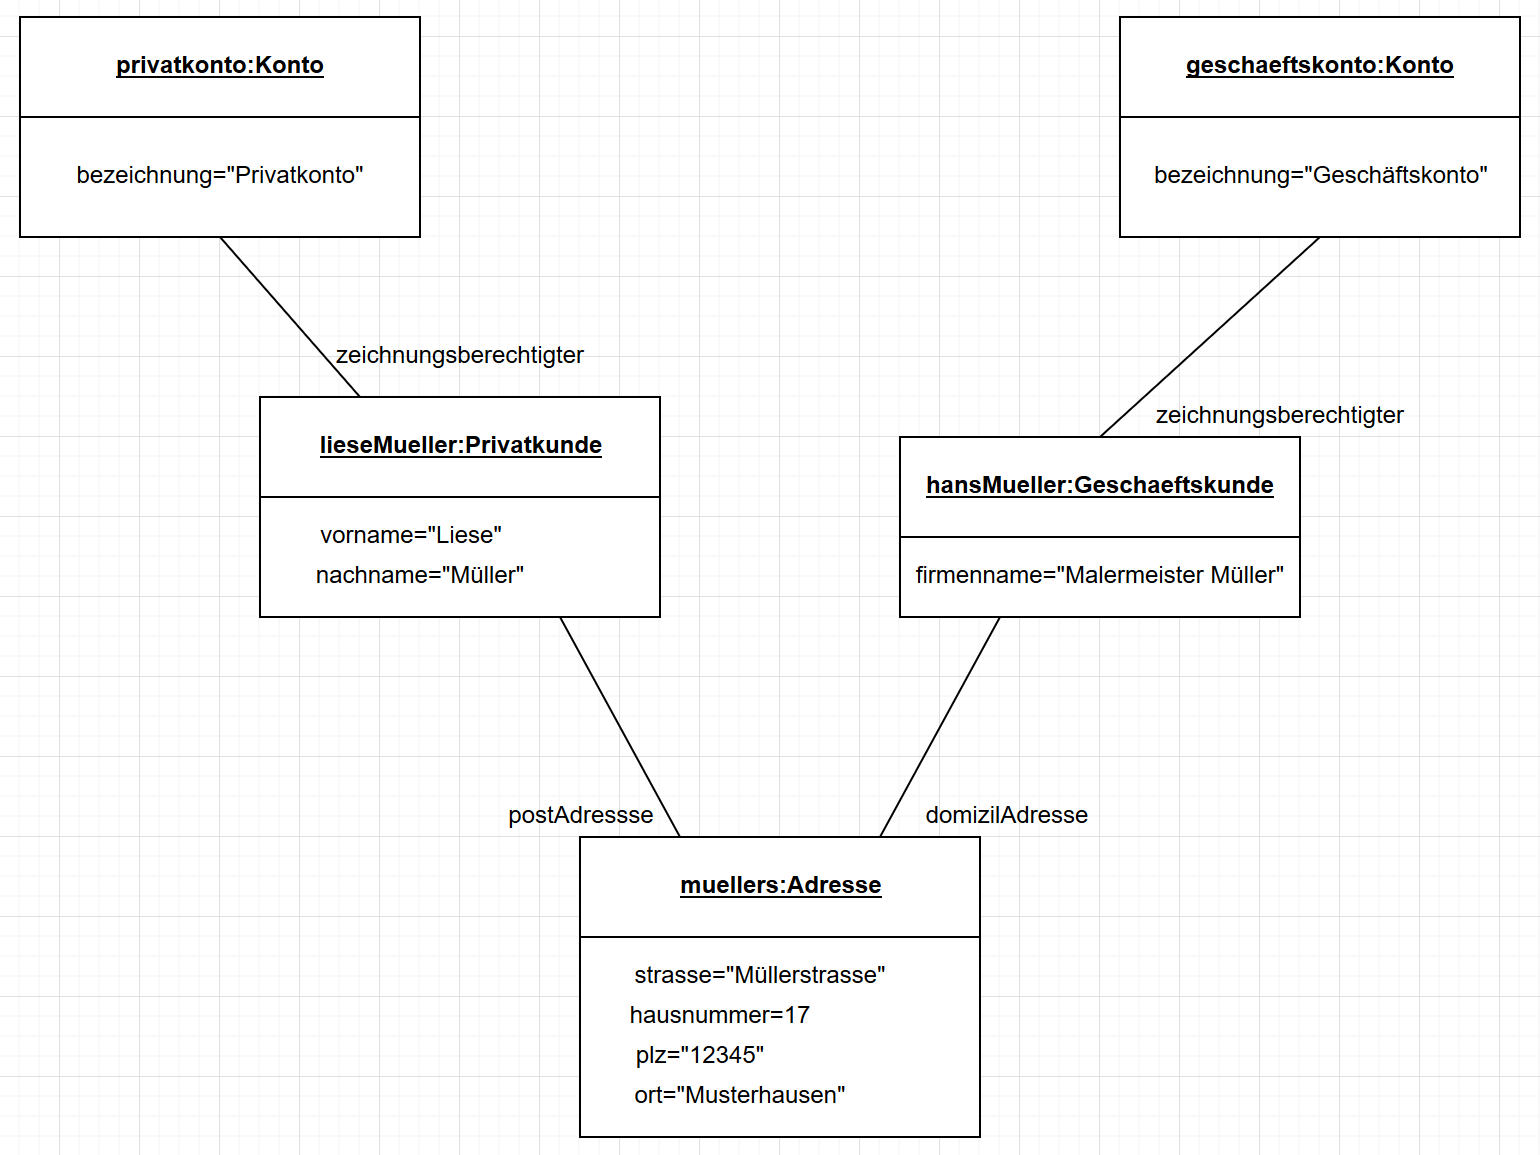 privatkonto:Konto
bezeichnung="Privatkonto"
geschaeftskonto:Konto
bezeichnung="Geschäftskonto"
zeichnungsberechtigter
zeichnungsberechtigter
lieseMueller:Privatkunde
vorname="Liese"
nachname="Müller"
hansMueller:Geschaeftskunde
firmenname="Malermeister Müller"
postAdressse
domizilAdresse
muellers:Adresse
strasse="Müllerstrasse"
hausnummer=17
plz="12345"
ort="Musterhausen"